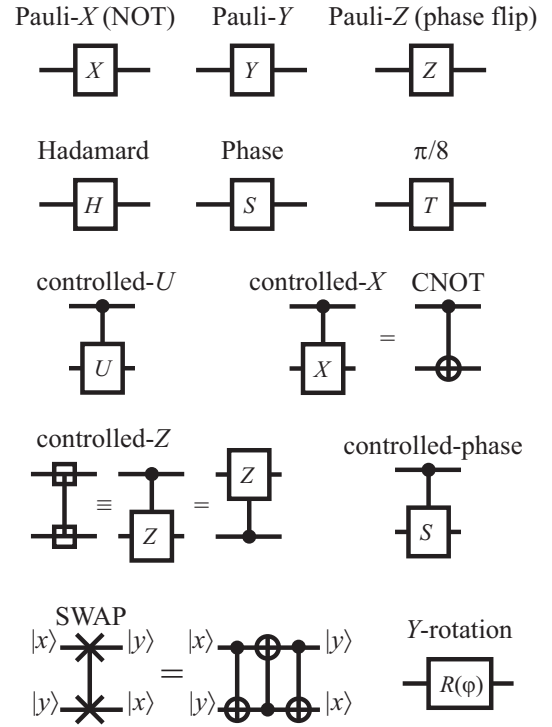 Pauli-X (NOT) Pauli-Y Pauli-Z (phase flip)
X Y Z
Hadamard Phase π/8
H S T
controlled-U controlled-X CNOT
U X =
controlled-Z controlled-phase
≡ Z = Z S
SWAP Y-rotation
|x⟩ |y⟩ = |x⟩ |y⟩
|y⟩ |x⟩ |y⟩ |x⟩ R(φ)